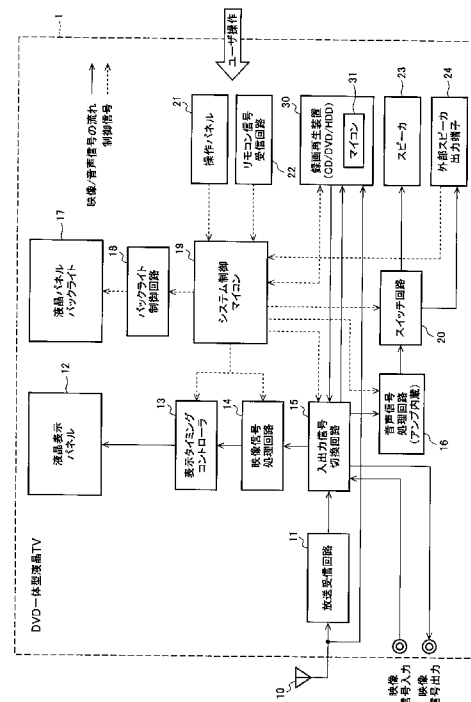 1
DVD一体型液晶TV
映像/音声信号の流れ
制御信号
ユーザ操作
10
11
放送受信回路
12
液晶表示
パネル
13
表示タイミング
コントローラ
14
映像信号
処理回路
15
入出力信号
切換回路
16
音声信号
処理回路
(アンプ内蔵)
17
液晶パネル
バックライト
18
バックライト
制御回路
19
システム制御
マイコン
20
スイッチ回路
21
操作パネル
22
リモコン信号
受信回路
30
録画再生装置
(CD/DVD/HDD)
31
マイコン
23
スピーカ
24
外部スピーカ
出力端子
映像
信号入力
映像
信号出力